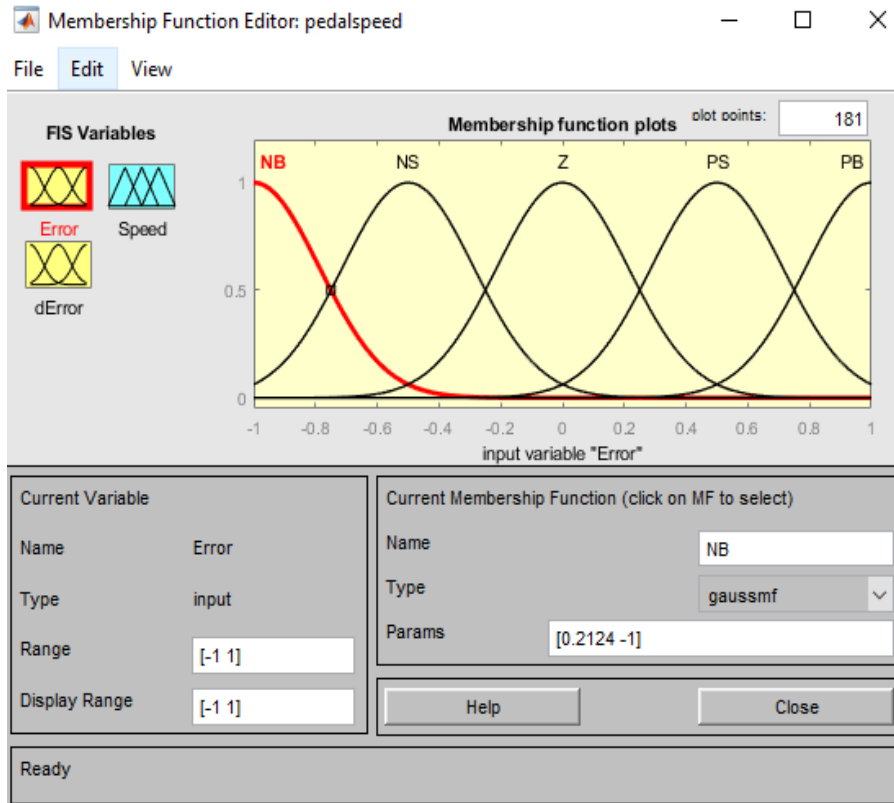 Membership Function Editor: pedalspeed
File Edit View
FIS Variables
Membership function plots
plot points: 181
Error Speed
dError
NB NS Z PS PB
1
0.5
0
-1 -0.8 -0.6 -0.4 -0.2 0 0.2 0.4 0.6 0.8 1
input variable "Error"
Current Variable
Name Error
Type input
Range [-1 1]
Display Range [-1 1]
Current Membership Function (click on MF to select)
Name NB
Type gaussmf
Params [0.2124 -1]
Help Close
Ready